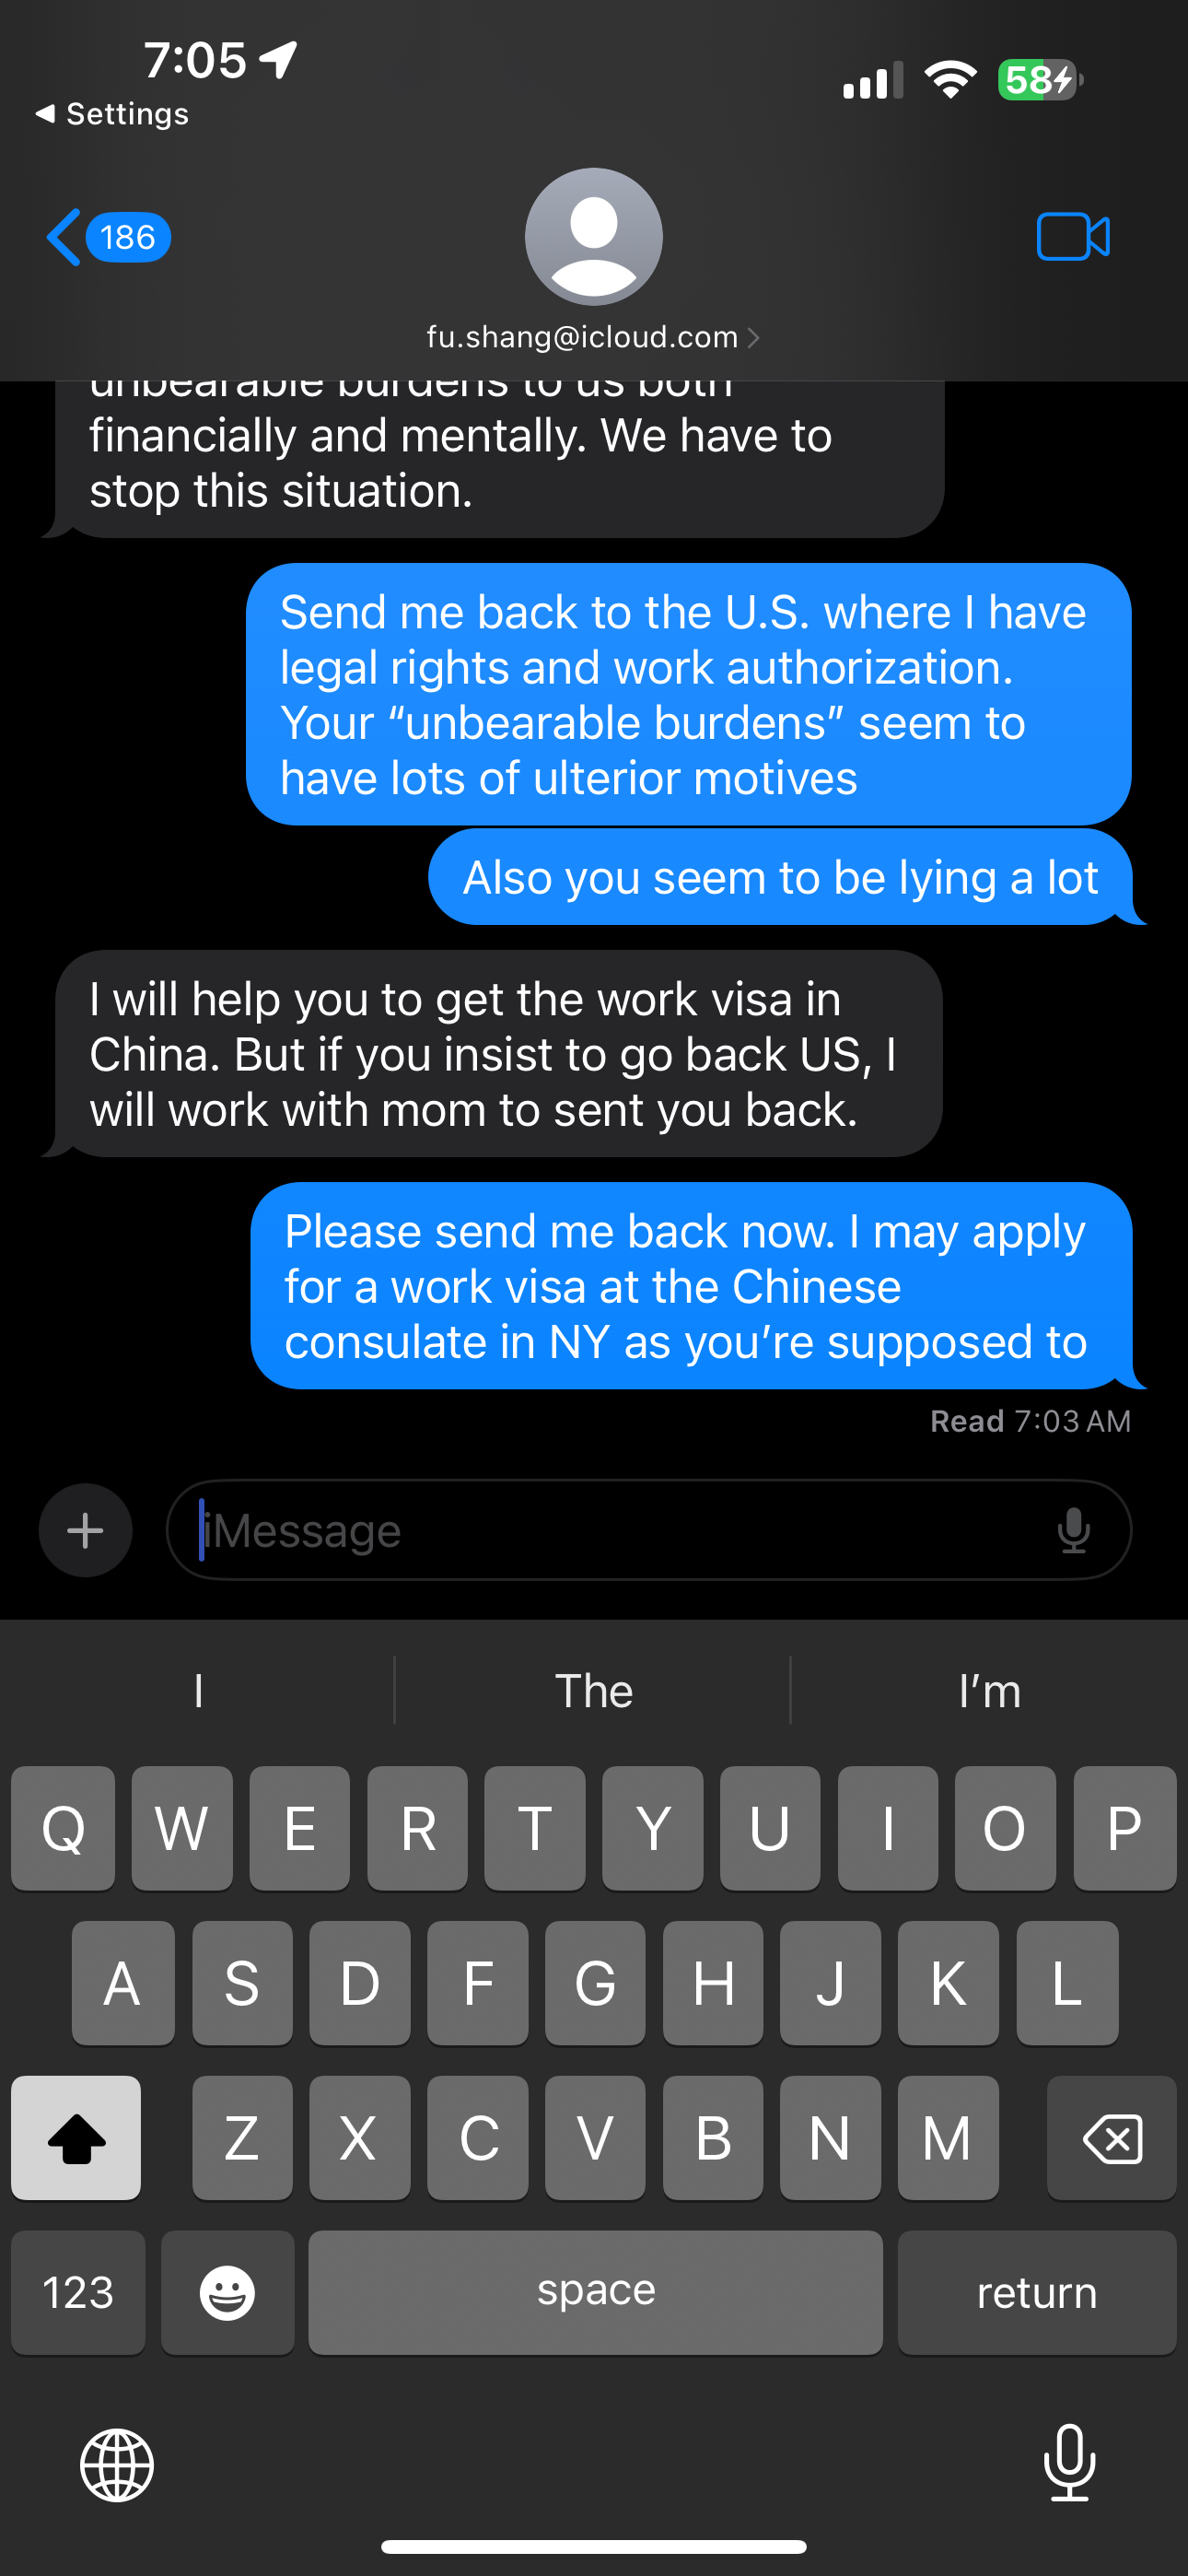 7:05
58
Settings
186
fu.shang@icloud.com
unbearable burdens to us both
financially and mentally. We have to
stop this situation.
Send me back to the U.S. where I have
legal rights and work authorization.
Your “unbearable burdens” seem to
have lots of ulterior motives
Also you seem to be lying a lot
I will help you to get the work visa in
China. But if you insist to go back US, I
will work with mom to sent you back.
Please send me back now. I may apply
for a work visa at the Chinese
consulate in NY as you’re supposed to
Read 7:03 AM
iMessage
I The I’m
Q W E R T Y U I O P
A S D F G H J K L
Z X C V B N M
123 space return